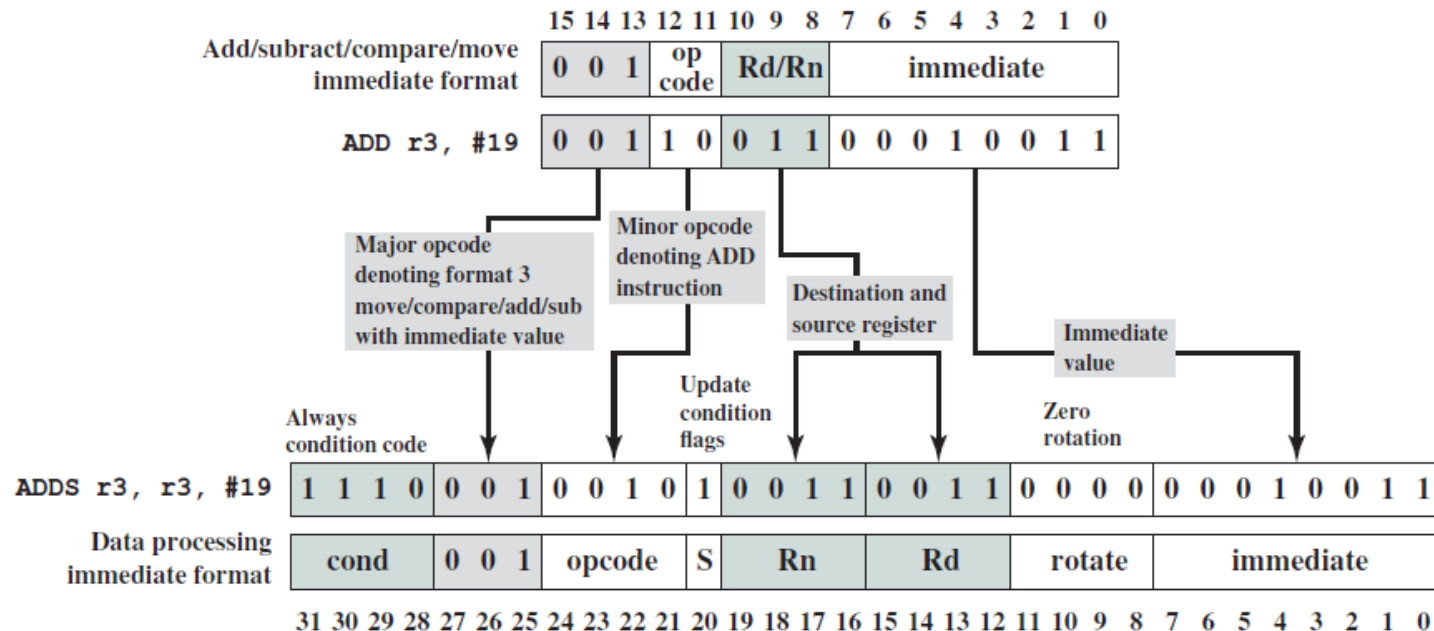 15 14 13 12 11 10 9 8 7 6 5 4 3 2 1 0
Add/subract/compare/move
immediate format
0 0 1
op
code
Rd/Rn
immediate
ADD r3, #19
0 0 1 1 0 0 1 1 0 0 0 1 0 0 1 1
Major opcode
denoting format 3
move/compare/add/sub
with immediate value
Minor opcode
denoting ADD
instruction
Destination and
source register
Immediate
value
Always
condition code
Update
condition
flags
Zero
rotation
ADDS r3, r3, #19
1 1 1 0 0 0 1 0 0 1 0 1 0 0 1 1 0 0 1 1 0 0 0 0 0 0 0 1 0 0 1 1
Data processing
immediate format
cond 0 0 1 opcode S Rn Rd rotate immediate
31 30 29 28 27 26 25 24 23 22 21 20 19 18 17 16 15 14 13 12 11 10 9 8 7 6 5 4 3 2 1 0